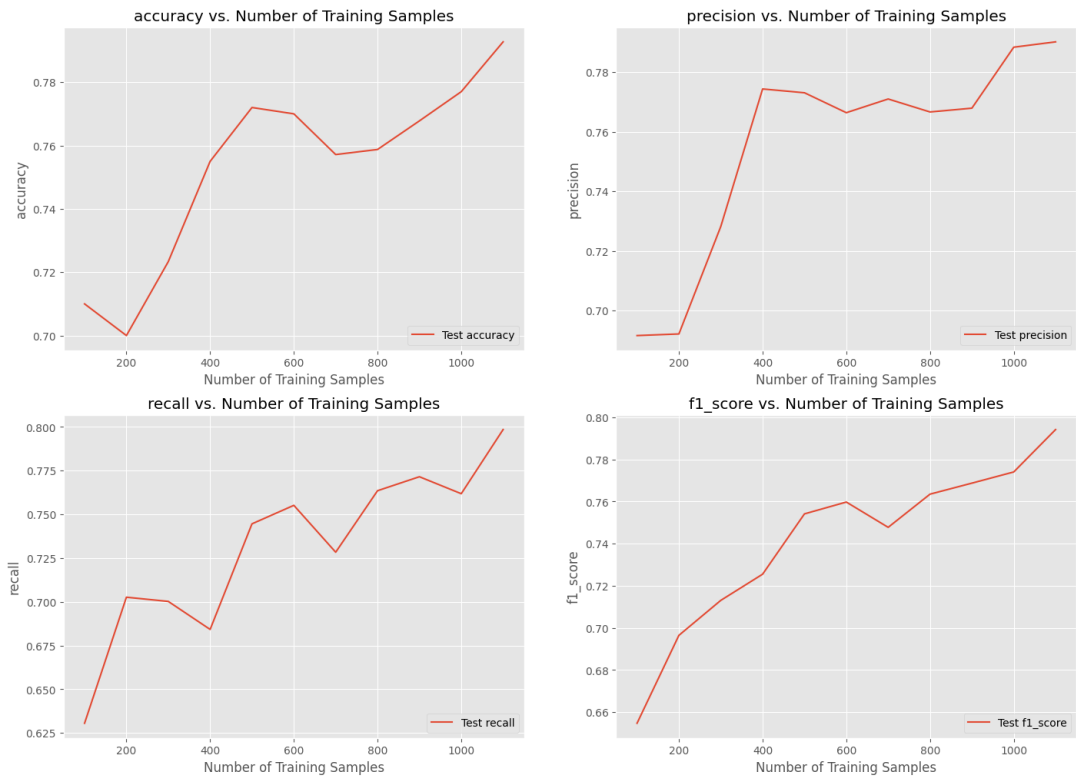 accuracy vs. Number of Training Samples
0.78
0.76
0.74
0.72
0.70
accuracy
Test accuracy
200
400
600
800
1000
Number of Training Samples
precision vs. Number of Training Samples
0.78
0.76
0.74
0.72
0.70
precision
Test precision
200
400
600
800
1000
Number of Training Samples
recall vs. Number of Training Samples
0.800
0.775
0.750
0.725
0.700
0.675
0.650
0.625
recall
Test recall
200
400
600
800
1000
Number of Training Samples
f1_score vs. Number of Training Samples
0.80
0.78
0.76
0.74
0.72
0.70
0.68
0.66
f1_score
Test f1_score
200
400
600
800
1000
Number of Training Samples